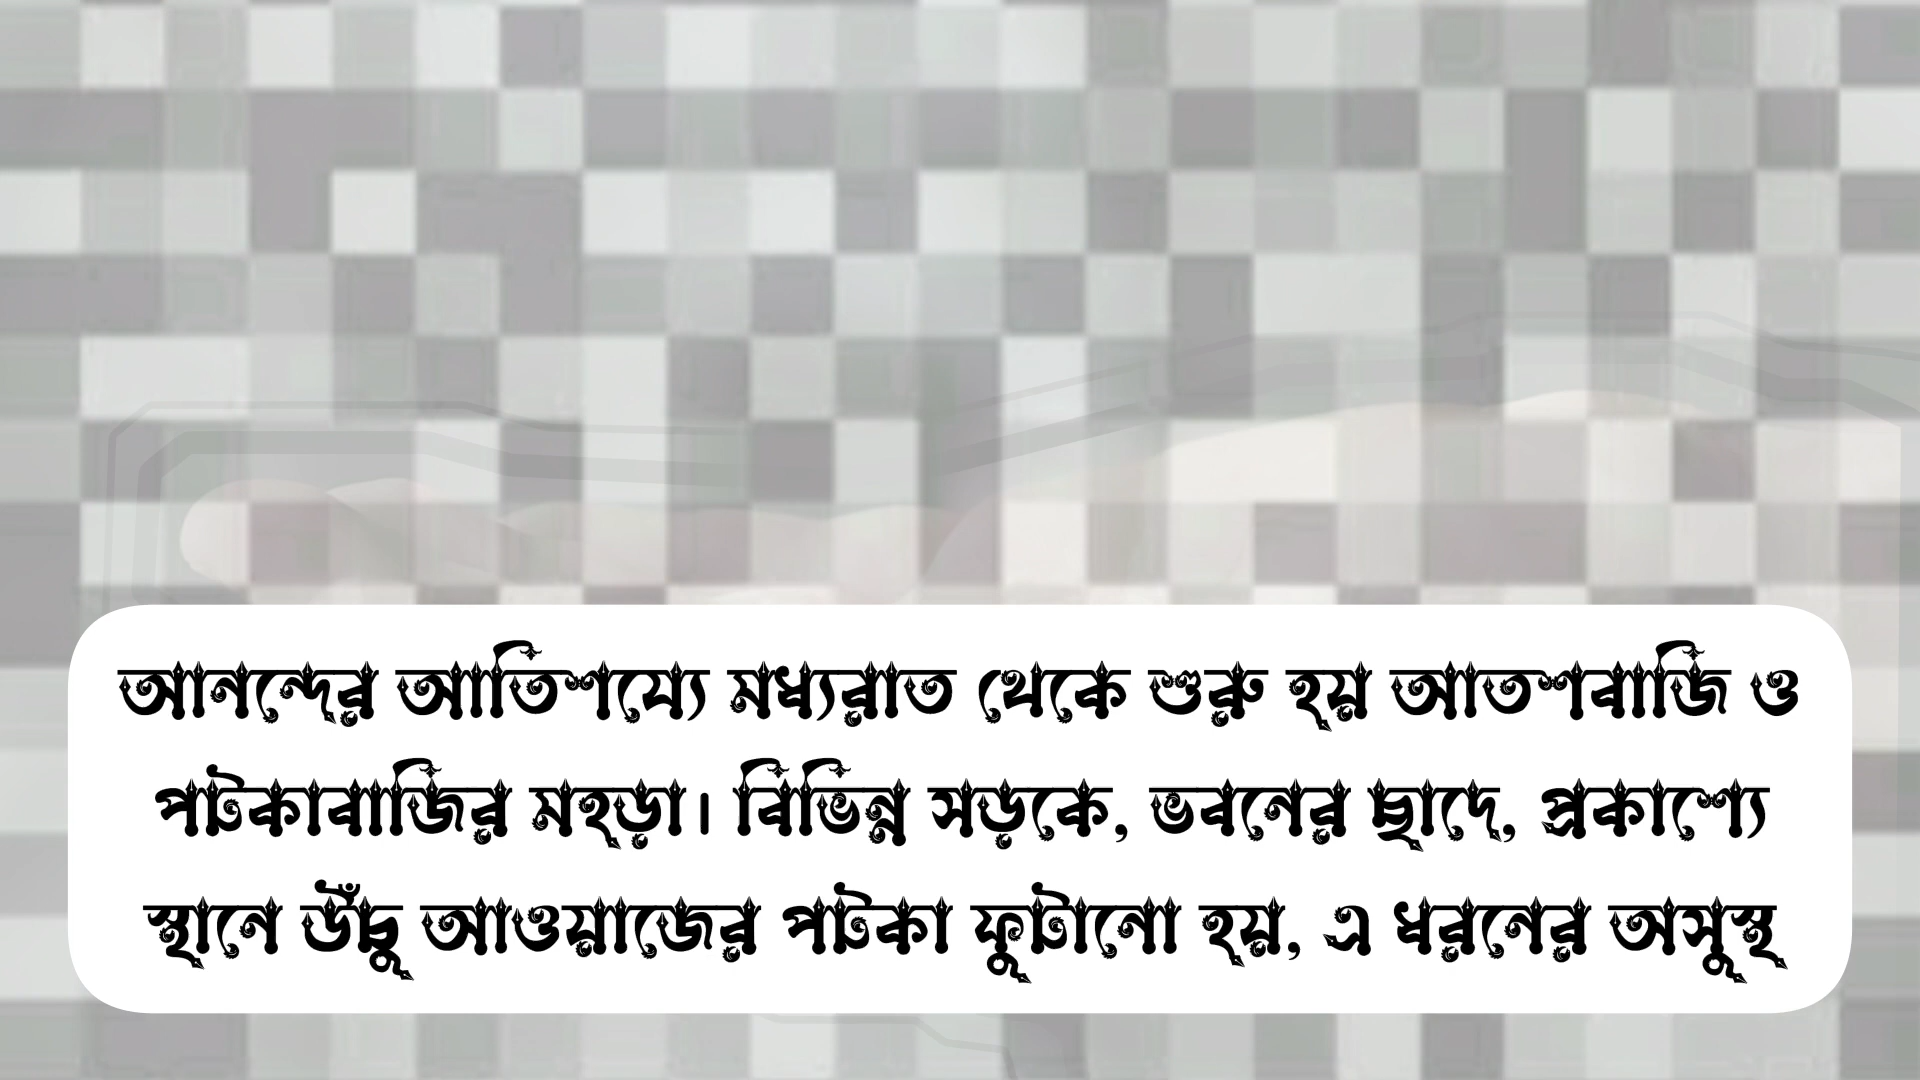 আনন্দের আতিশয্যে মধ্যরাত থেকে শুরু হয় আতশবাজি ও
পটকাবাজির মহড়া। বিভিন্ন সড়কে, ভবনের ছাদে, প্রকাশ্যে
স্থানে উঁচু আওয়াজের পটকা ফুটানো হয়, এ ধরনের অসুস্থ